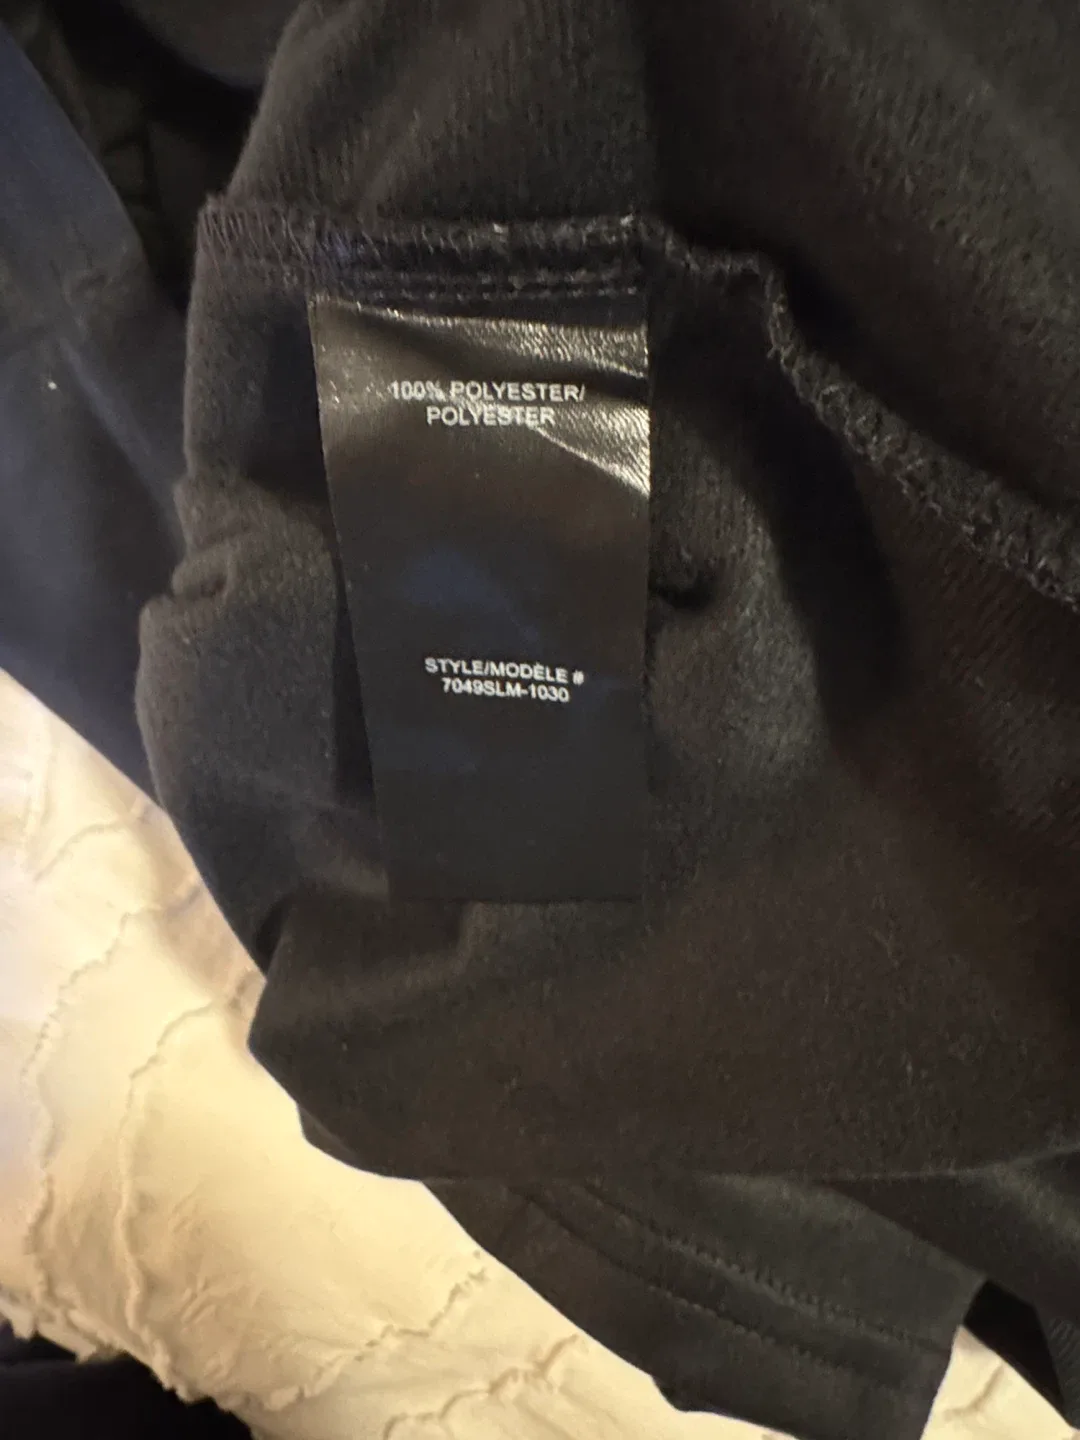 100% POLYESTER/
POLYESTER
STYLE/MODÈLE #
7049SLM-1030